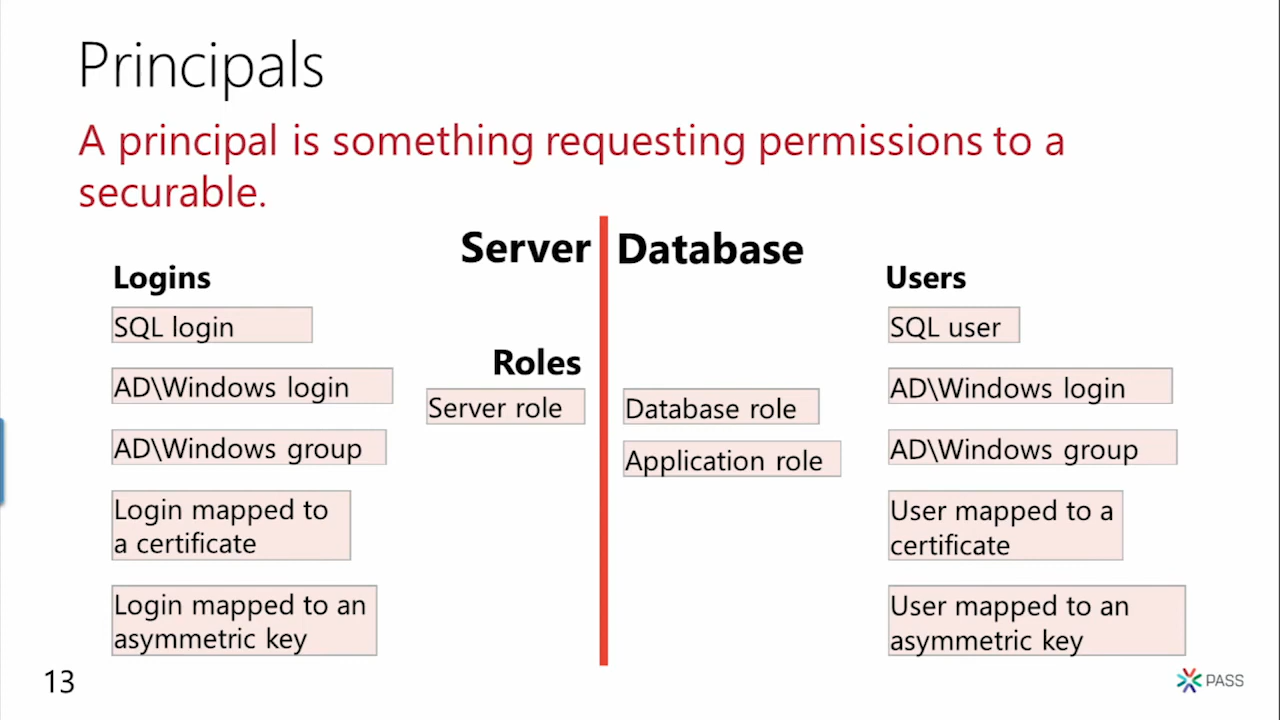 Principals
A principal is something requesting permissions to a
securable.
Server
Database
Logins
SQL login
AD\Windows login
AD\Windows group
Login mapped to
a certificate
Login mapped to an
asymmetric key
Roles
Server role
Database role
Application role
Users
SQL user
AD\Windows login
AD\Windows group
User mapped to a
certificate
User mapped to an
asymmetric key
13
PASS